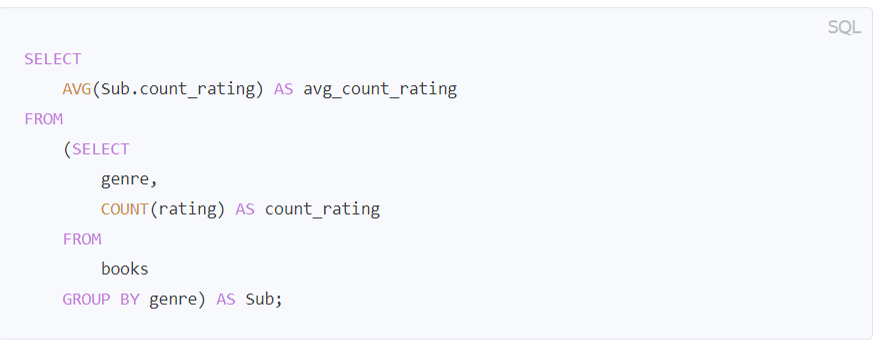 SQL
SELECT
AVG(Sub.count_rating) AS avg_count_rating
FROM
(SELECT
genre,
COUNT(rating) AS count_rating
FROM
books
GROUP BY genre) AS Sub;